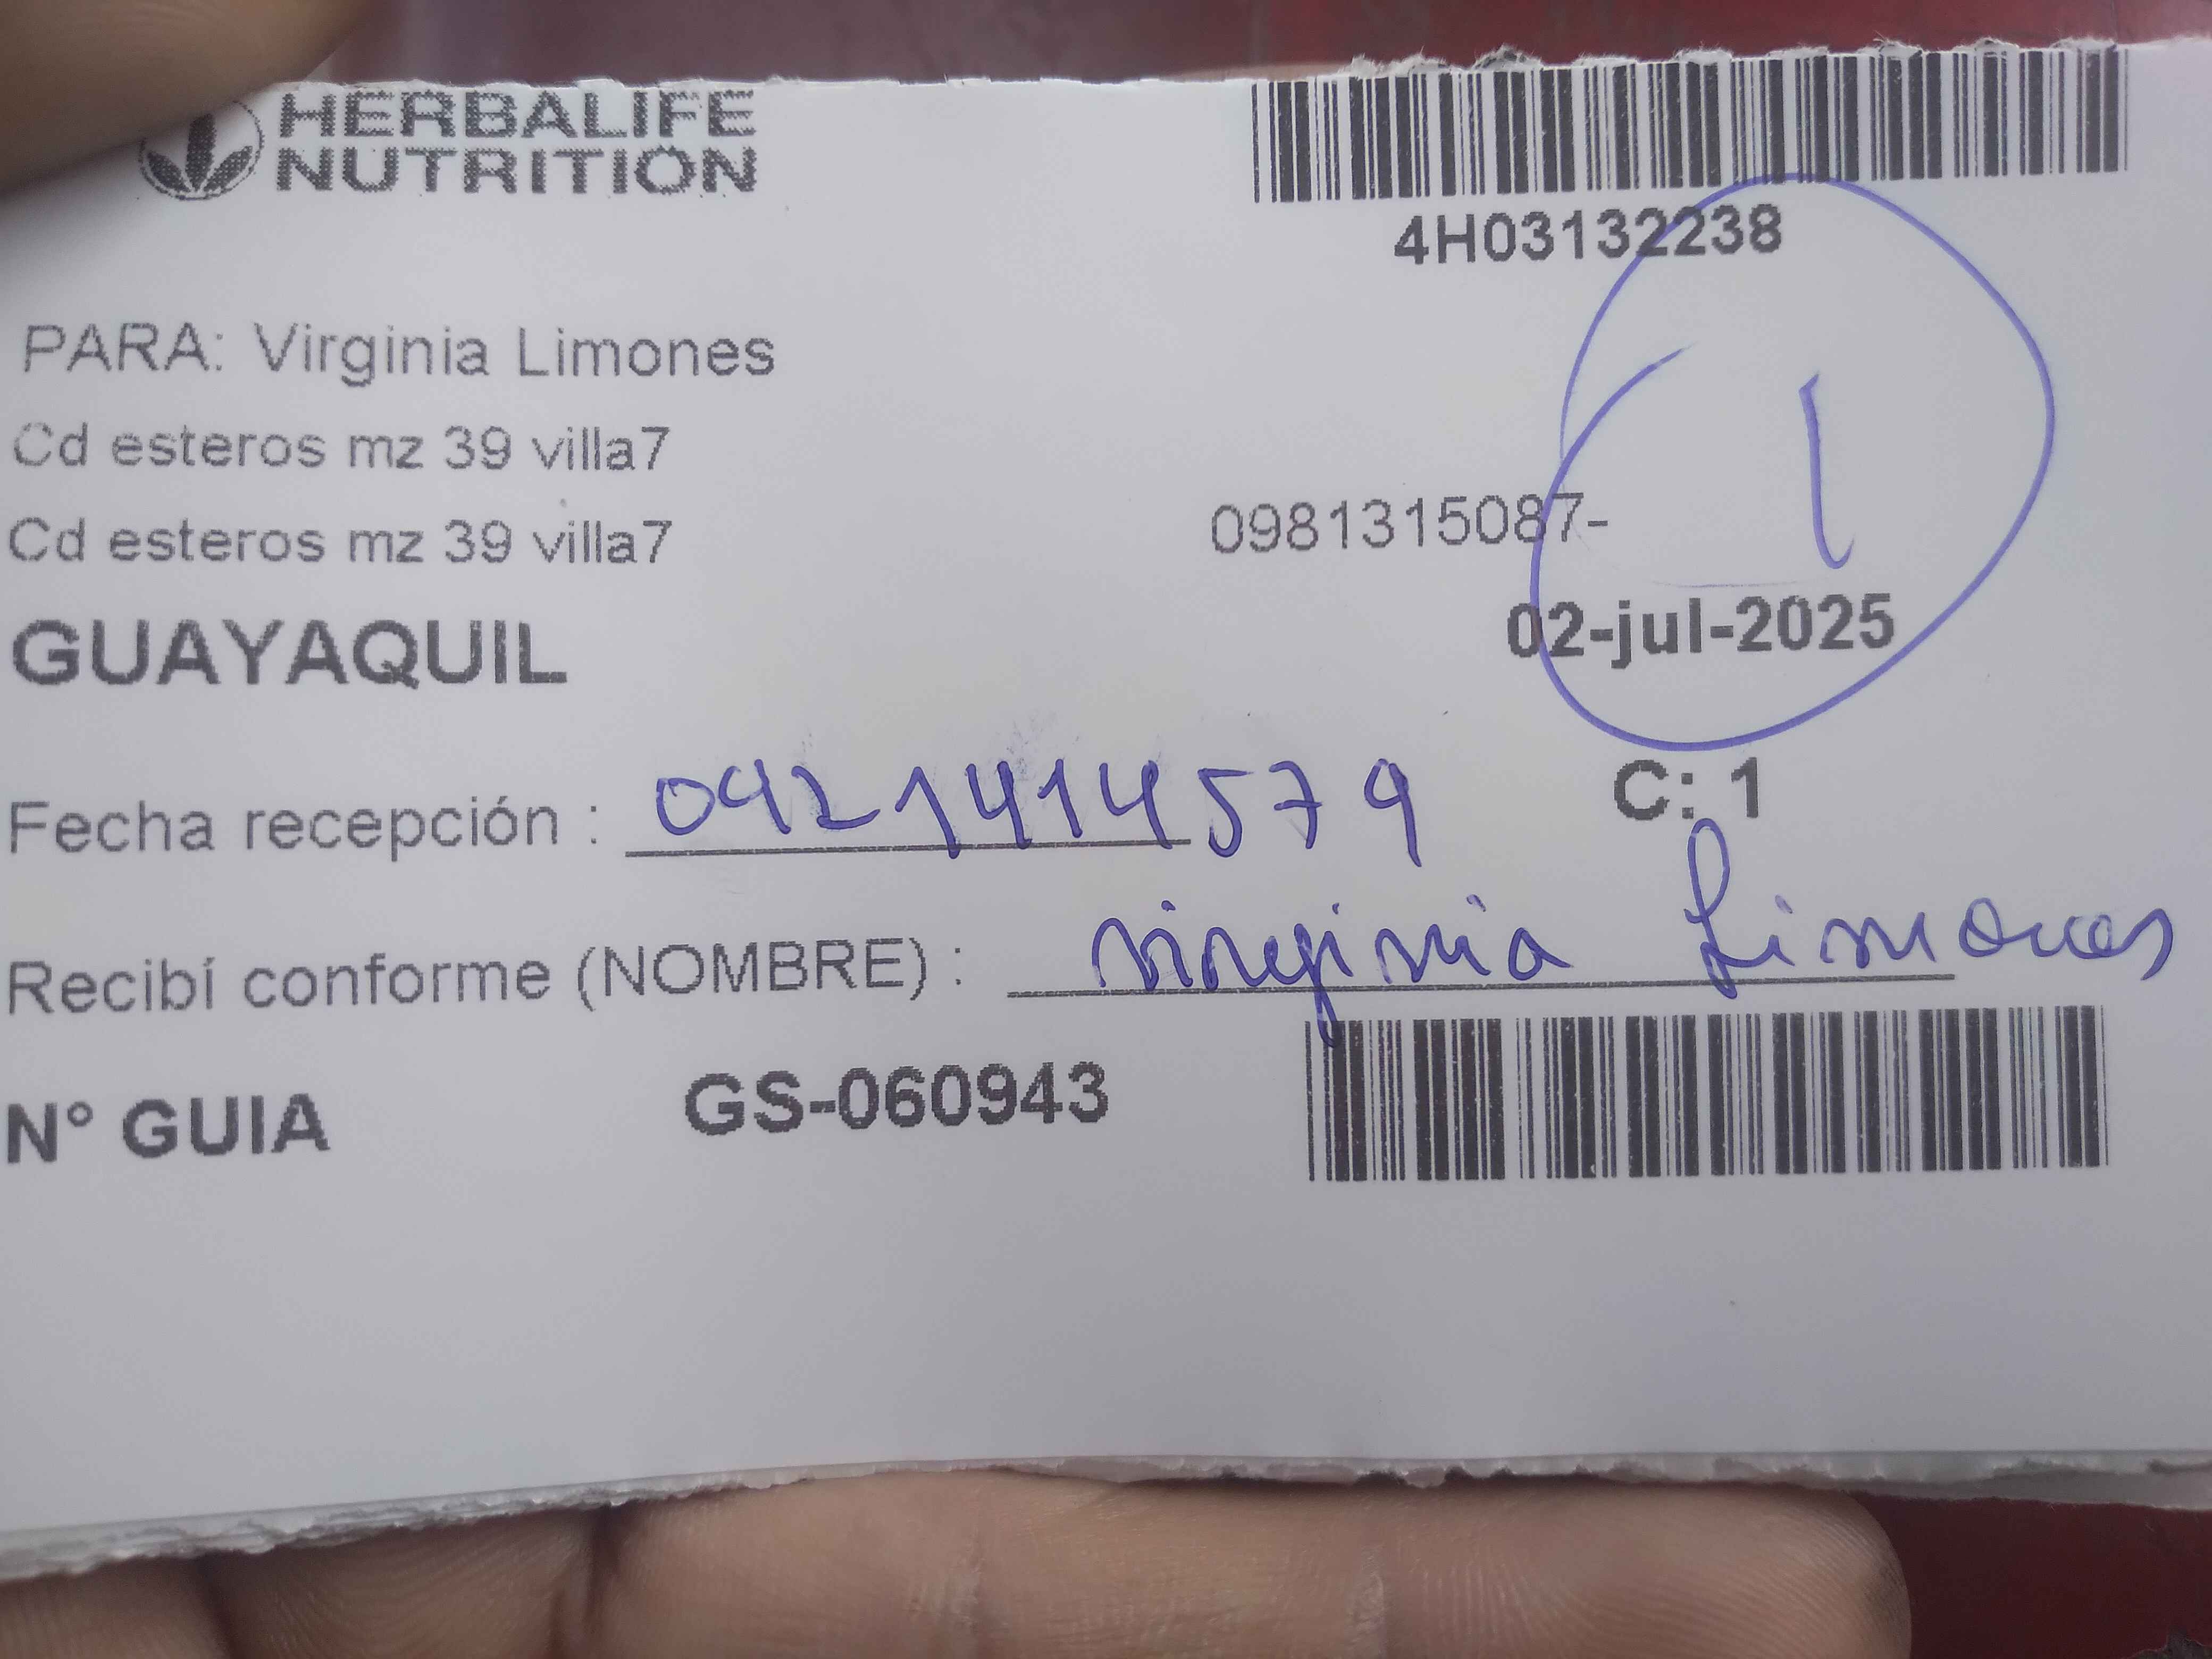 HERBALIFE
NUTRITION
4H03132238
PARA: Virginia Limones
Cd esteros mz 39 villa7
Cd esteros mz 39 villa7
0981315087-
1
GUAYAQUIL
02-jul-2025
Fecha recepción : 0921414579
C: 1
Recibí conforme (NOMBRE) : virginia Limones
N° GUIA GS-060943